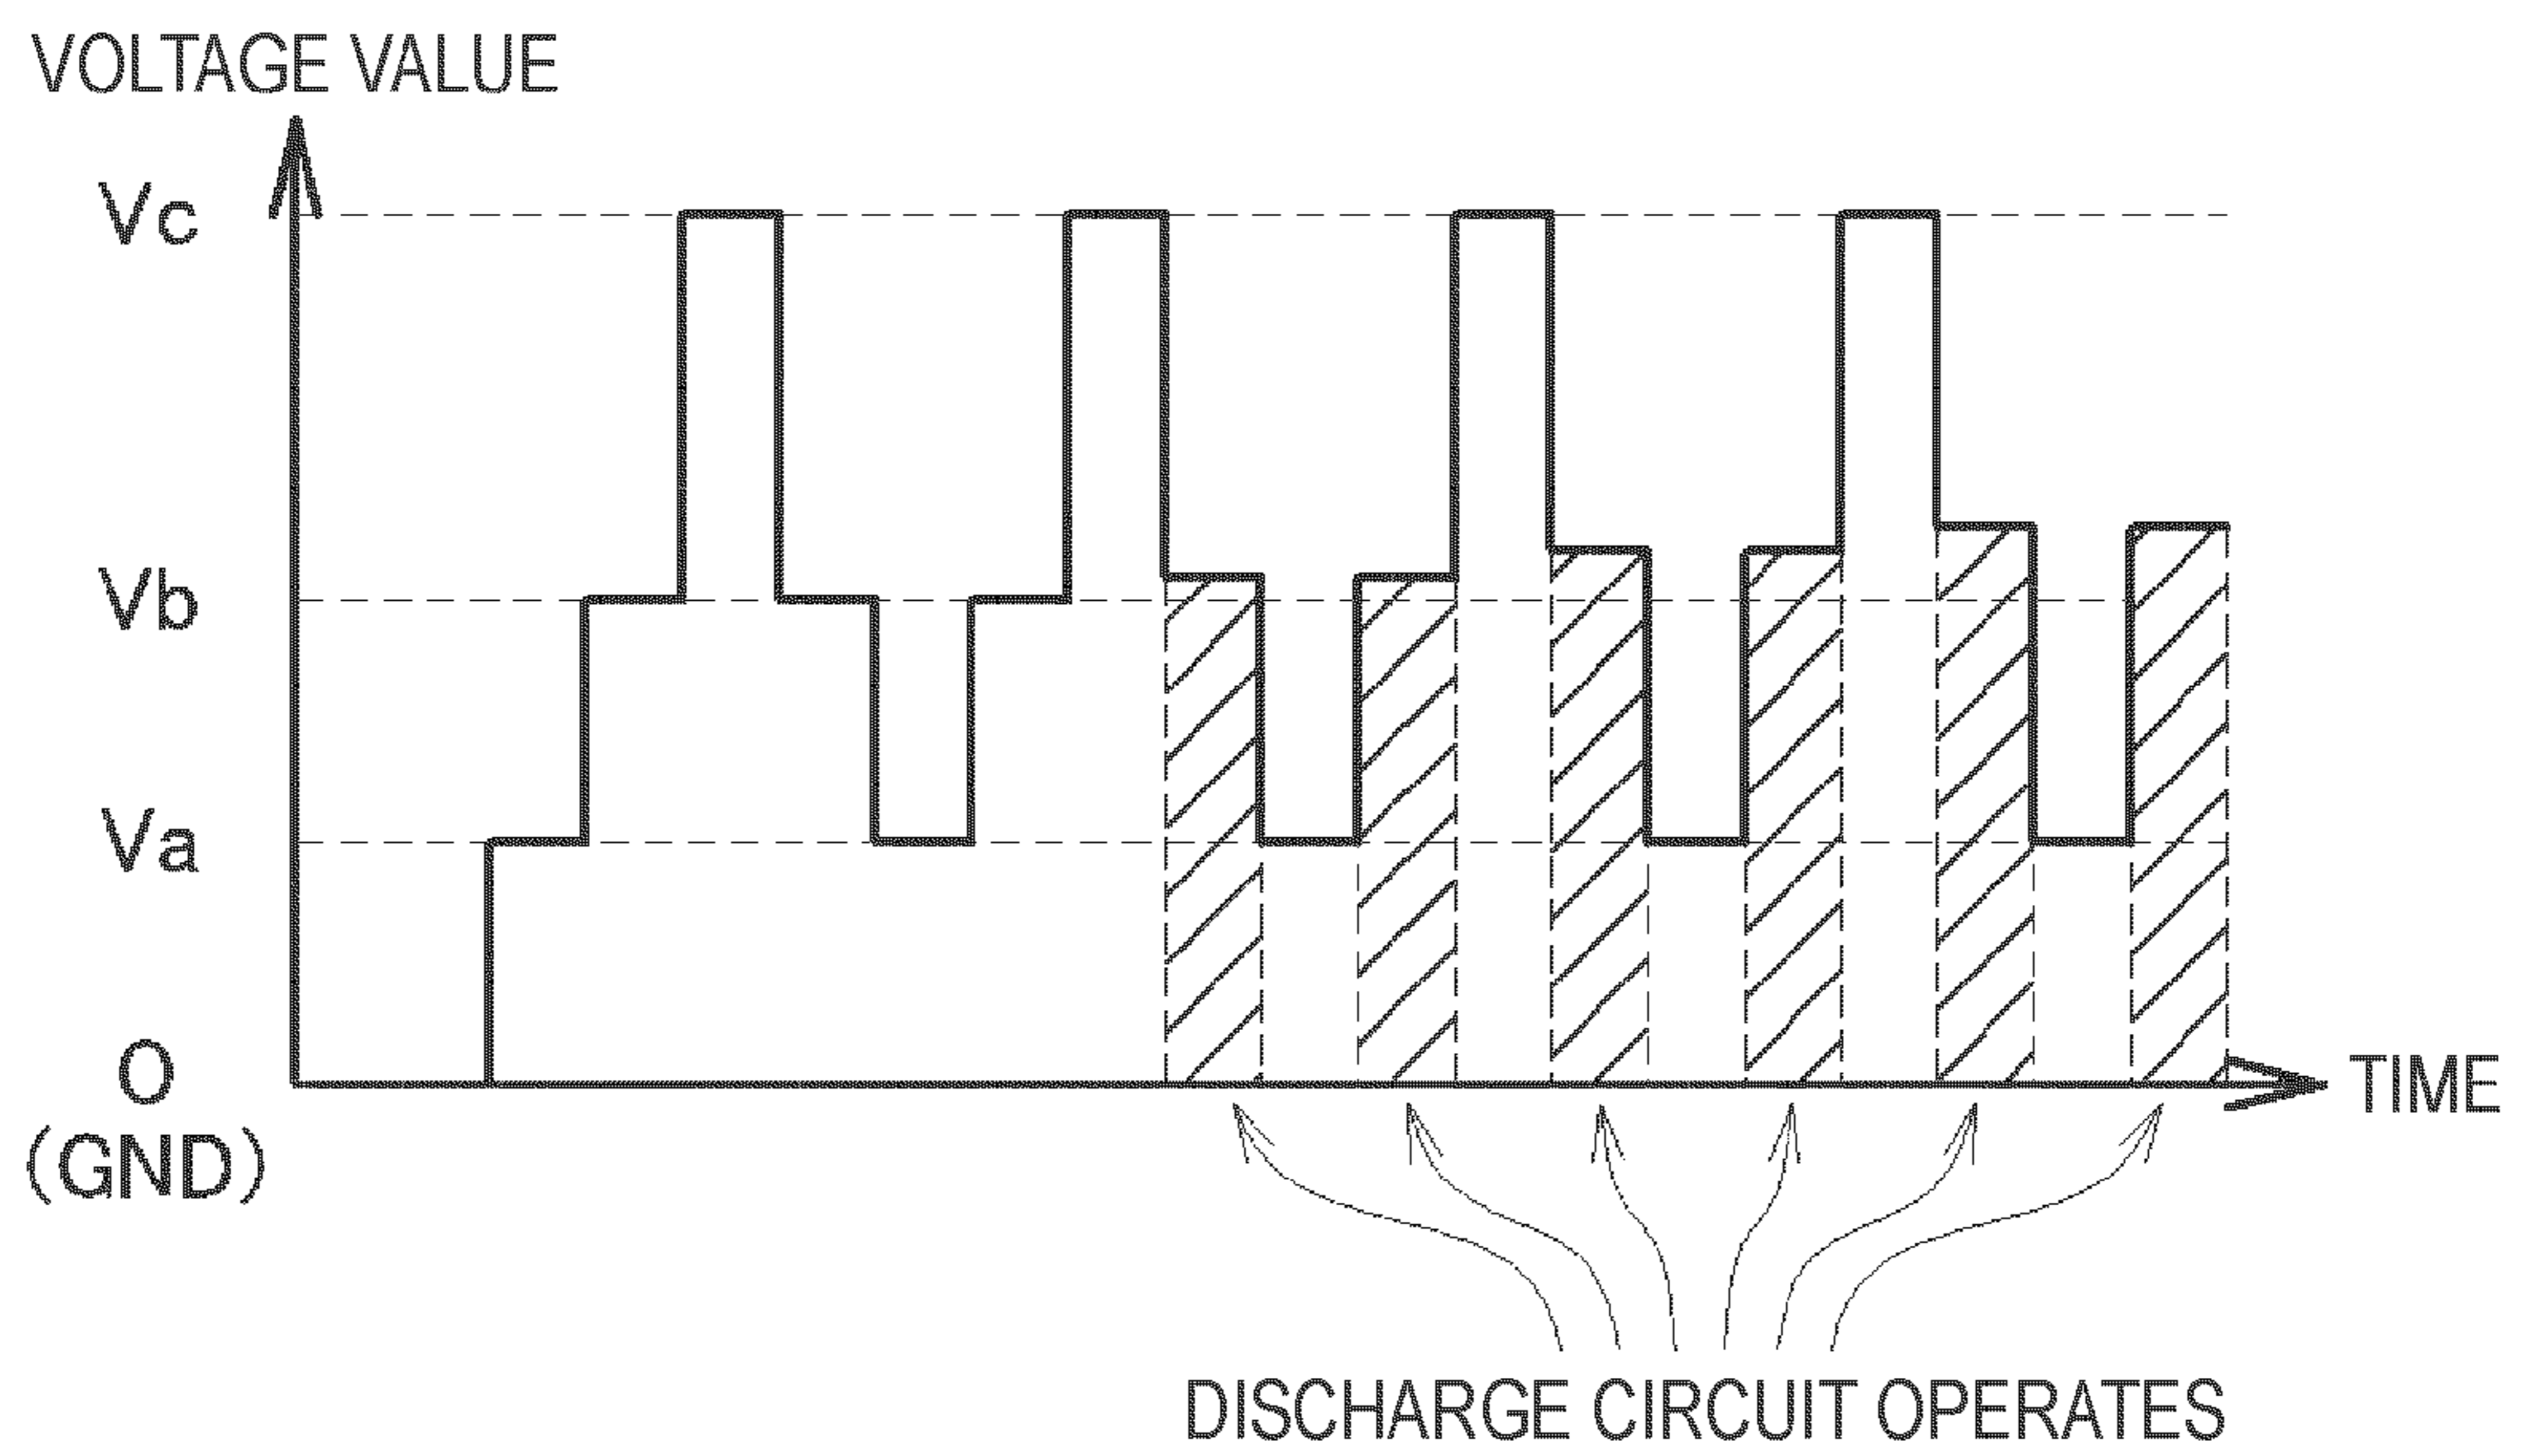 VOLTAGE VALUE
Vc
Vb
Va
O
(GND)
TIME
DISCHARGE CIRCUIT OPERATES